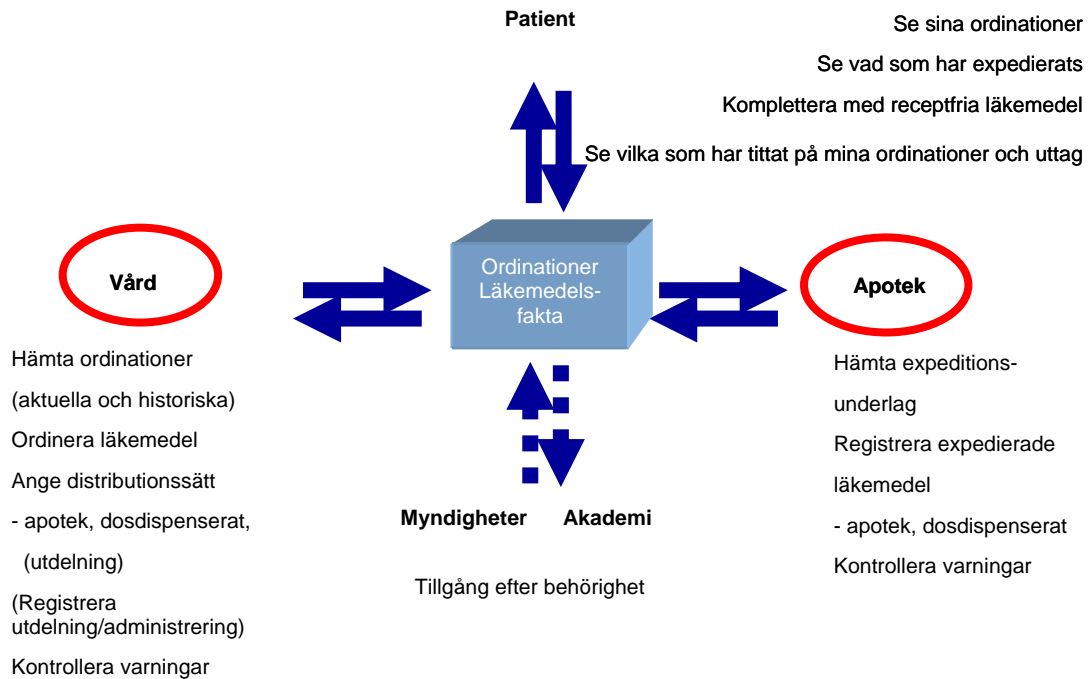 Patient
Se sina ordinationer
Se vad som har expedierats
Komplettera med receptfria läkemedel
Se vilka som har tittat på mina ordinationer och uttag
Vård
Ordinationer
Läkemedels-
fakta
Apotek
Hämta ordinationer
(aktuella och historiska)
Ordinera läkemedel
Ange distributionssätt
- apotek, dosdispenserat,
(utdelning)
(Registrera
utdelning/administrering)
Kontrollera varningar
Hämta expeditions-
underlag
Registrera expedierade
läkemedel
- apotek, dosdispenserat
Kontrollera varningar
Myndigheter Akademi
Tillgång efter behörighet